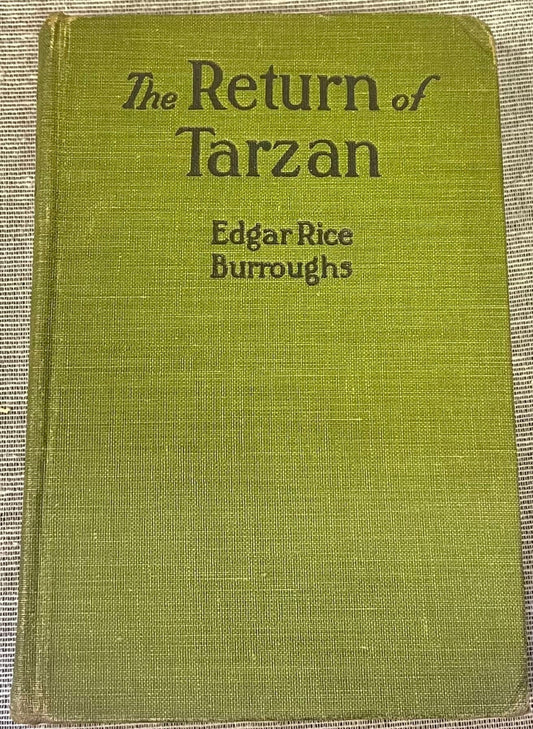 The Return of
Tarzan
Edgar Rice
Burroughs